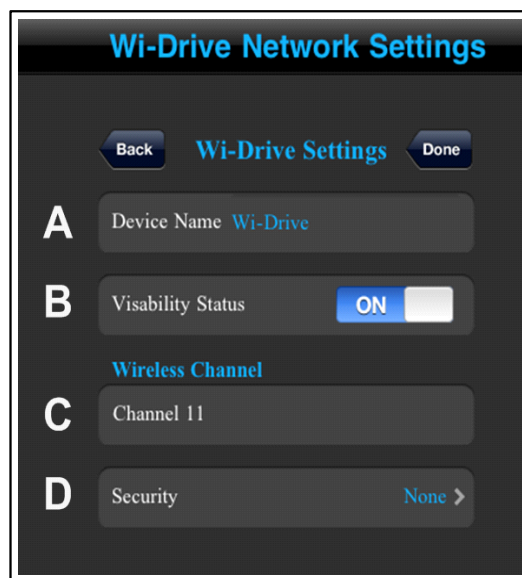 Wi-Drive Network Settings
Back Wi-Drive Settings Done
A Device Name Wi-Drive
B Visability Status ON
Wireless Channel
C Channel 11
D Security None